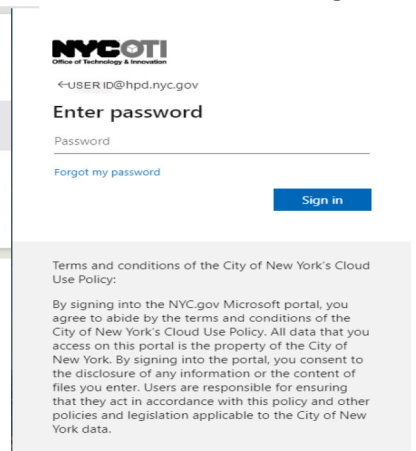 NYCOTI
Office of Technology & Innovation
←USER ID@hpd.nyc.gov
Enter password
Password
Forgot my password
Sign in
Terms and conditions of the City of New York's Cloud
Use Policy:
By signing into the NYC.gov Microsoft portal, you
agree to abide by the terms and conditions of the
City of New York's Cloud Use Policy. All data that you
access on this portal is the property of the City of
New York. By signing into the portal, you consent to
the disclosure of any information or the content of
files you enter. Users are responsible for ensuring
that they act in accordance with this policy and other
policies and legislation applicable to the City of New
York data.